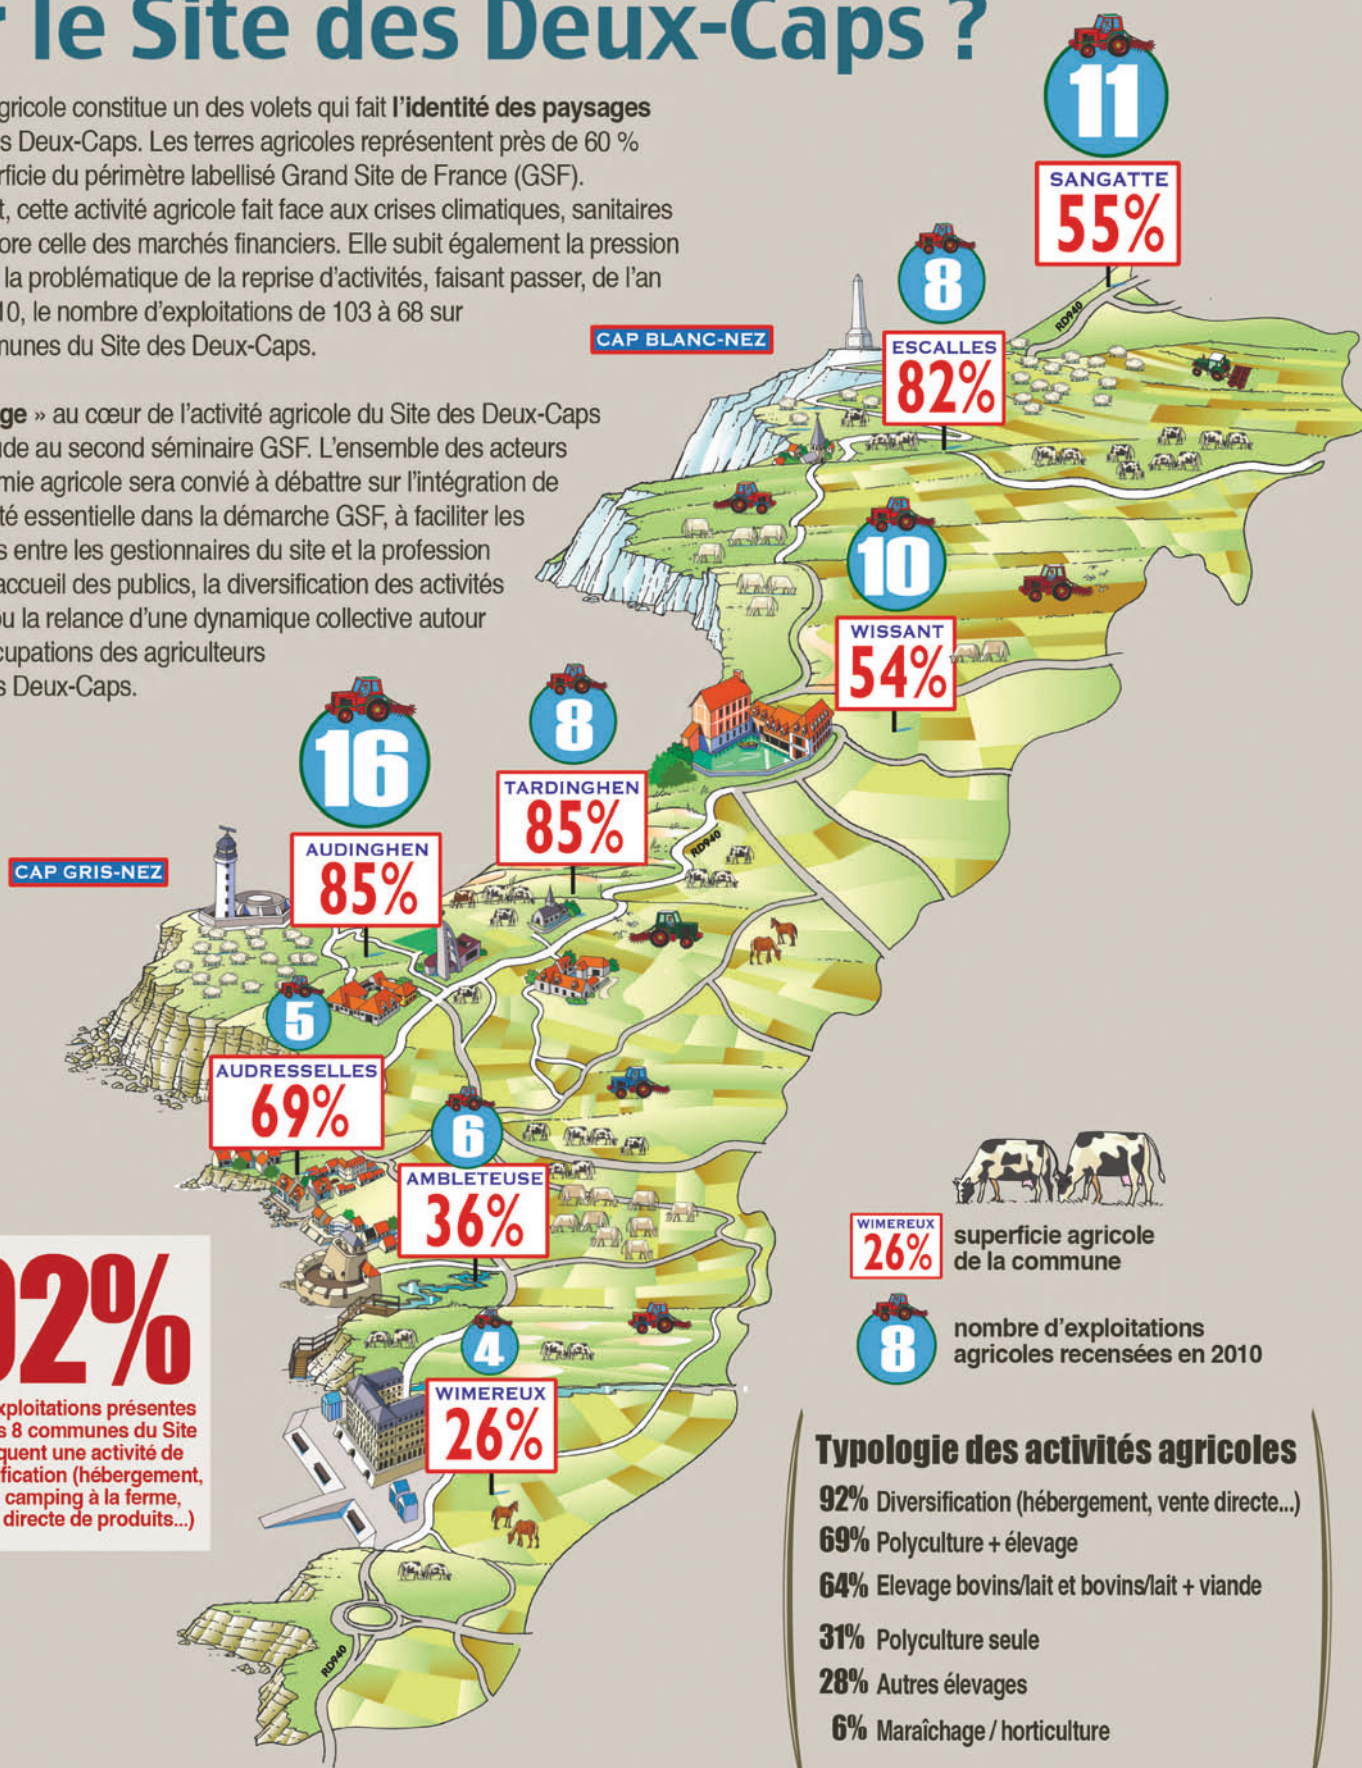 le Site des Deux-Caps ?
gricole constitue un des volets qui fait l'identité des paysages
s Deux-Caps. Les terres agricoles représentent près de 60 %
rficie du périmètre labellisé Grand Site de France (GSF).
t, cette activité agricole fait face aux crises climatiques, sanitaires
ore celle des marchés financiers. Elle subit également la pression
la problématique de la reprise d'activités, faisant passer, de l'an
10, le nombre d'exploitations de 103 à 68 sur
munes du Site des Deux-Caps.
ge » au cœur de l'activité agricole du Site des Deux-Caps
ude au second séminaire GSF. L'ensemble des acteurs
mie agricole sera convié à débattre sur l'intégration de
té essentielle dans la démarche GSF, à faciliter les
s entre les gestionnaires du site et la profession
accueil des publics, la diversification des activités
ou la relance d'une dynamique collective autour
cupations des agriculteurs
s Deux-Caps.
11
SANGATTE
55%
RD940
8
ESCALLES
82%
CAP BLANC-NEZ
10
WISSANT
54%
8
TARDINGHEN
85%
RD940
16
AUDINGHEN
85%
CAP GRIS-NEZ
5
AUDRESSELLES
69%
6
AMBLETEUSE
36%
4
WIMEREUX
26%
RD940
92%
xploitations présentes
s 8 communes du Site
quent une activité de
fication (hébergement,
camping à la ferme,
directe de produits...)
WIMEREUX
26%
superficie agricole
de la commune
8
nombre d'exploitations
agricoles recensées en 2010
Typologie des activités agricoles
92% Diversification (hébergement, vente directe...)
69% Polyculture + élevage
64% Elevage bovins/lait et bovins/lait + viande
31% Polyculture seule
28% Autres élevages
6% Maraîchage / horticulture